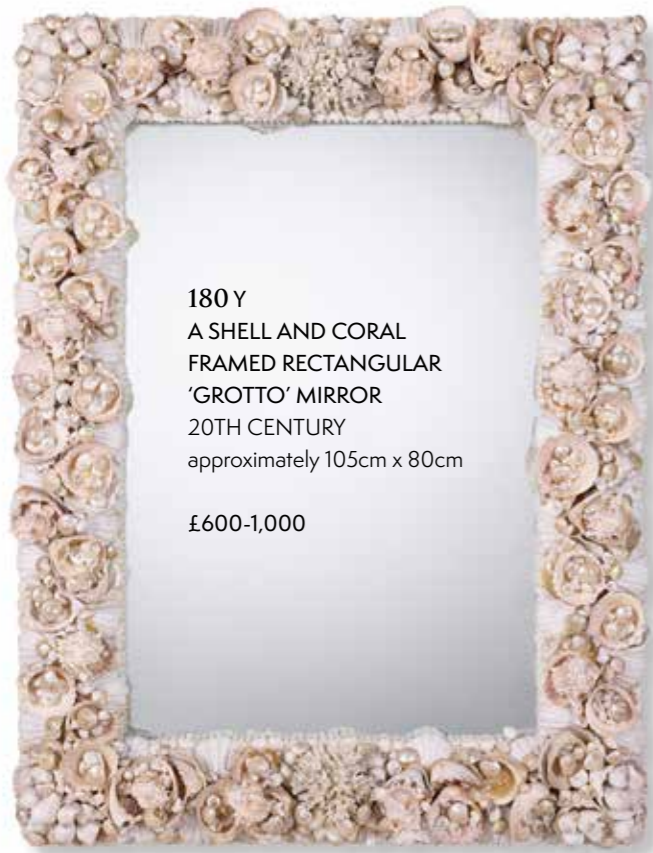 180 Y
A SHELL AND CORAL
FRAMED RECTANGULAR
‘GROTTO’ MIRROR
20TH CENTURY
approximately 105cm x 80cm
£600-1,000